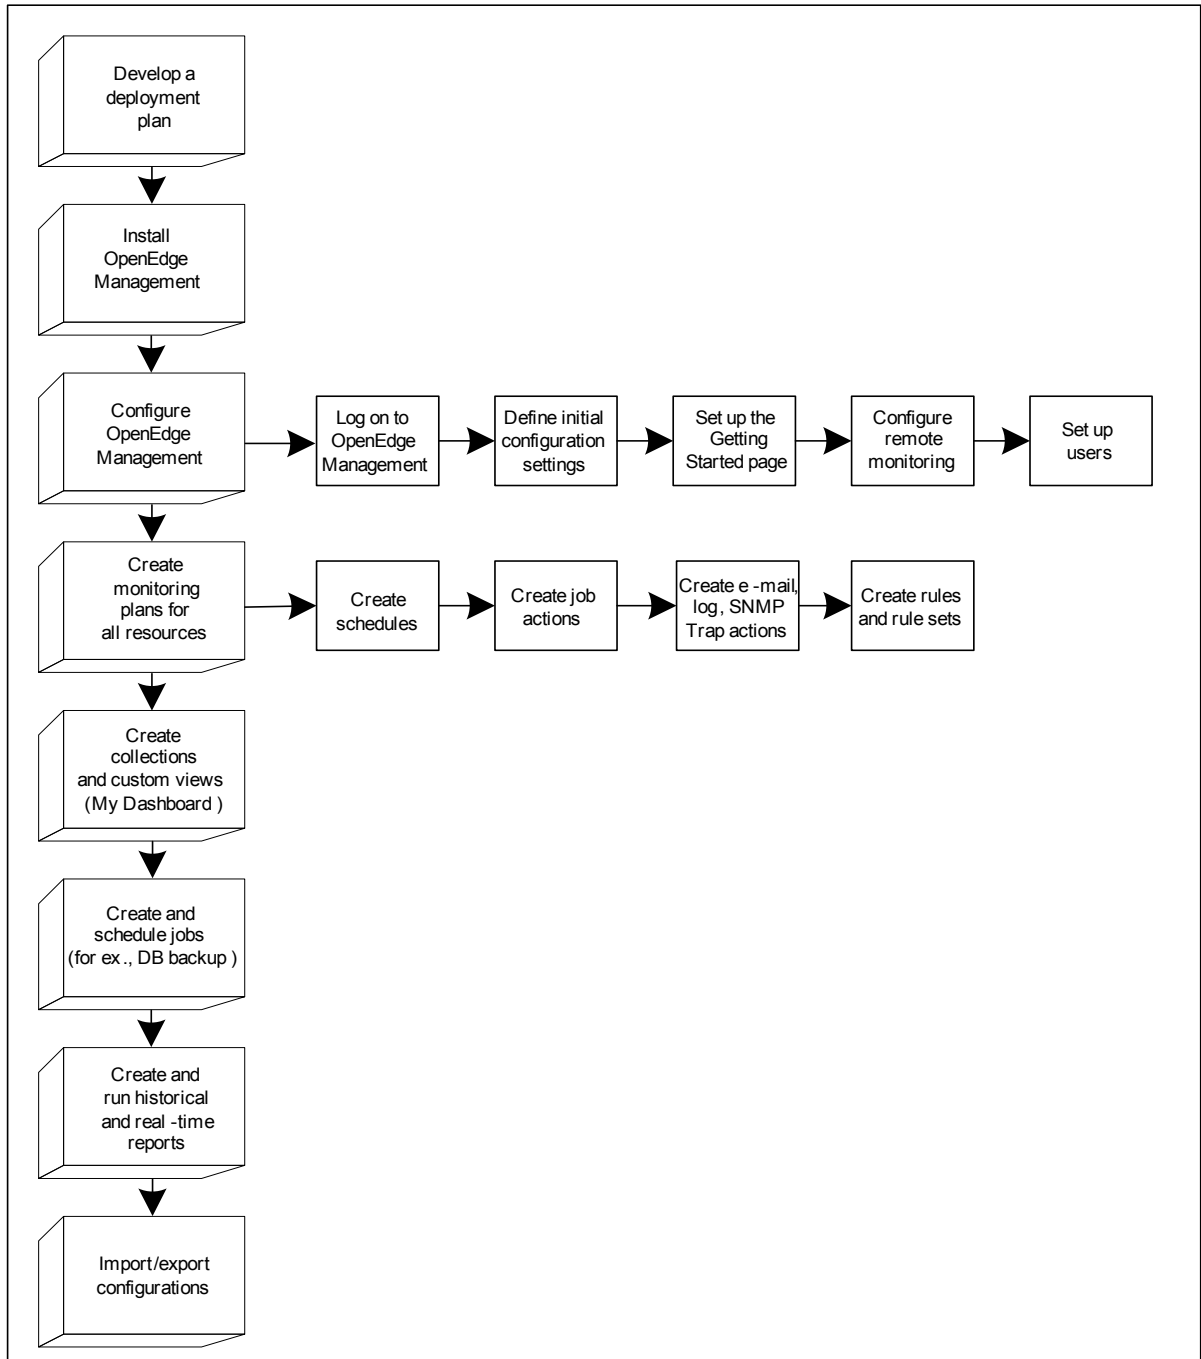 Develop a
deployment
plan
Install
OpenEdge
Management
Configure
OpenEdge
Management
Log on to
OpenEdge
Management
Define initial
configuration
settings
Set up the
Getting
Started page
Configure
remote
monitoring
Set up
users
Create
monitoring
plans for
all resources
Create
schedules
Create job
actions
Create e -mail,
log , SNMP
Trap actions
Create rules
and rule sets
Create
collections
and custom views
(My Dashboard )
Create and
schedule jobs
(for ex ., DB backup )
Create and
run historical
and real -time
reports
Import/export
configurations